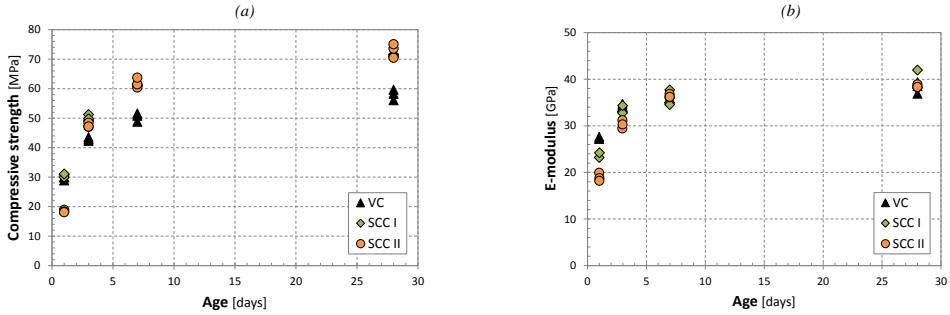 (a)
Compressive strength [MPa]
80
70
60
50
40
30
20
10
0
VC
SCC I
SCC II
0 5 10 15 20 25 30
Age [days]
(b)
E-modulus [GPa]
50
40
30
20
10
0
VC
SCC I
SCC II
0 5 10 15 20 25 30
Age [days]